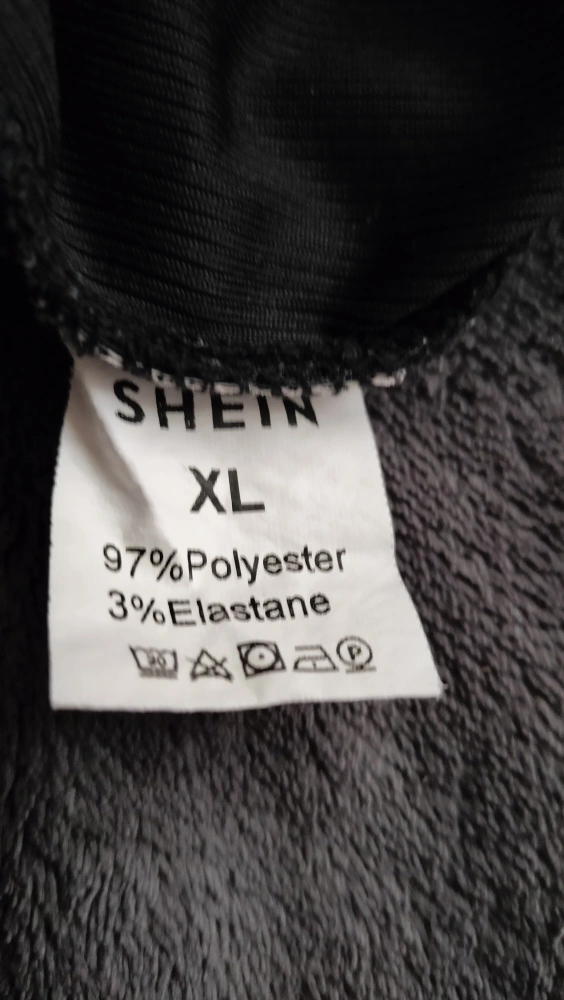 SHEIN
XL
97%Polyester
3%Elastane
P